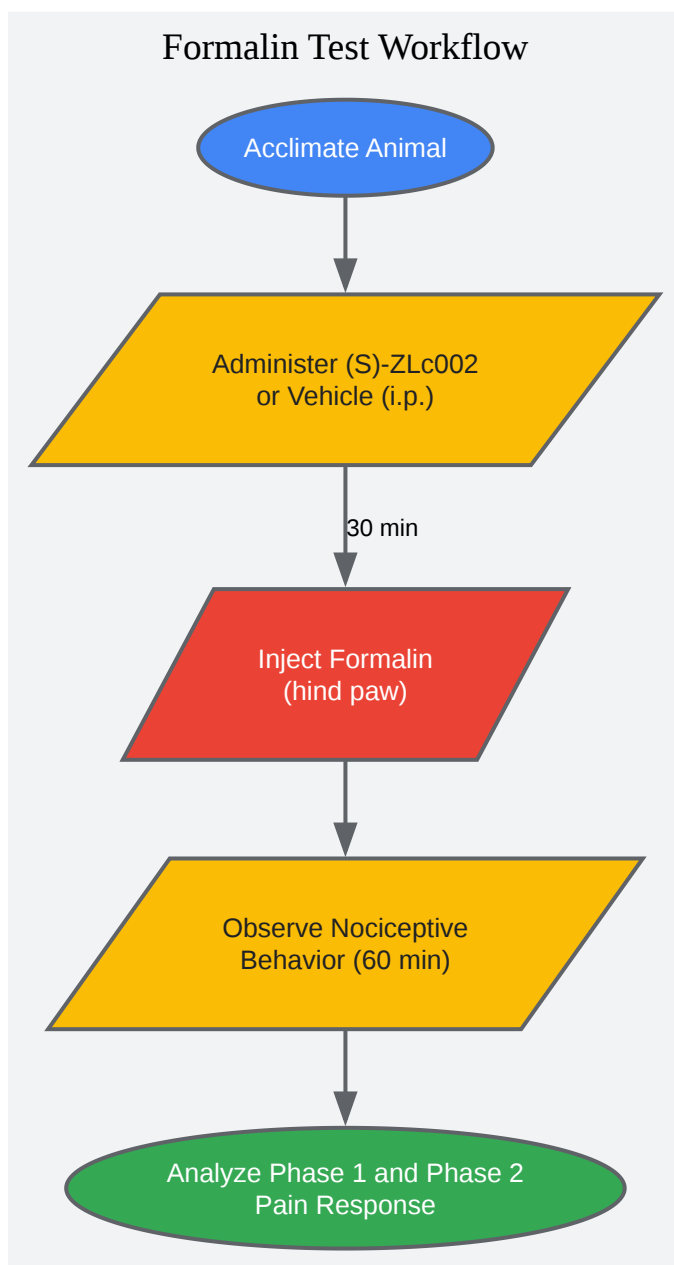 Formalin Test Workflow
Acclimate Animal
Administer (S)-ZLc002
or Vehicle (i.p.)
30 min
Inject Formalin
(hind paw)
Observe Nociceptive
Behavior (60 min)
Analyze Phase 1 and Phase 2
Pain Response